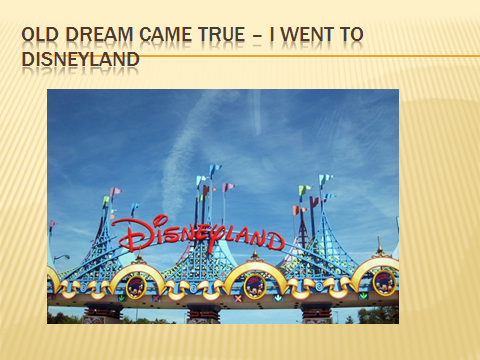 OLD DREAM CAME TRUE – I WENT TO
DISNEYLAND
DISNEYLAND